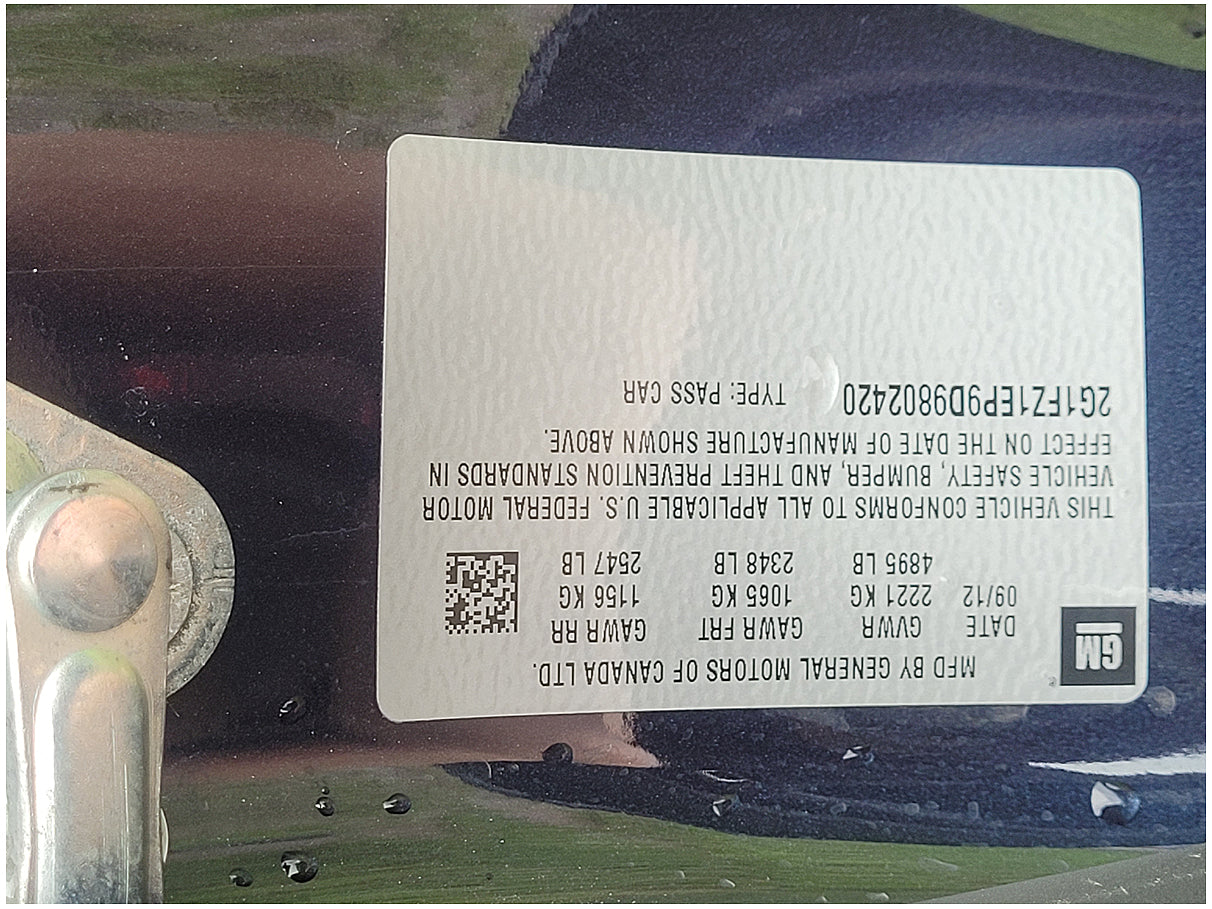 GM
MFD BY GENERAL MOTORS OF CANADA LTD.
DATE GVWR GAWR FRT GAWR RR
09/12 2221 KG 1065 KG 1156 KG
4895 LB 2348 LB 2547 LB
THIS VEHICLE CONFORMS TO ALL APPLICABLE U.S. FEDERAL MOTOR
VEHICLE SAFETY, BUMPER, AND THEFT PREVENTION STANDARDS IN
EFFECT ON THE DATE OF MANUFACTURE SHOWN ABOVE.
2G1FZ1EP9D9802420 TYPE: PASS CAR